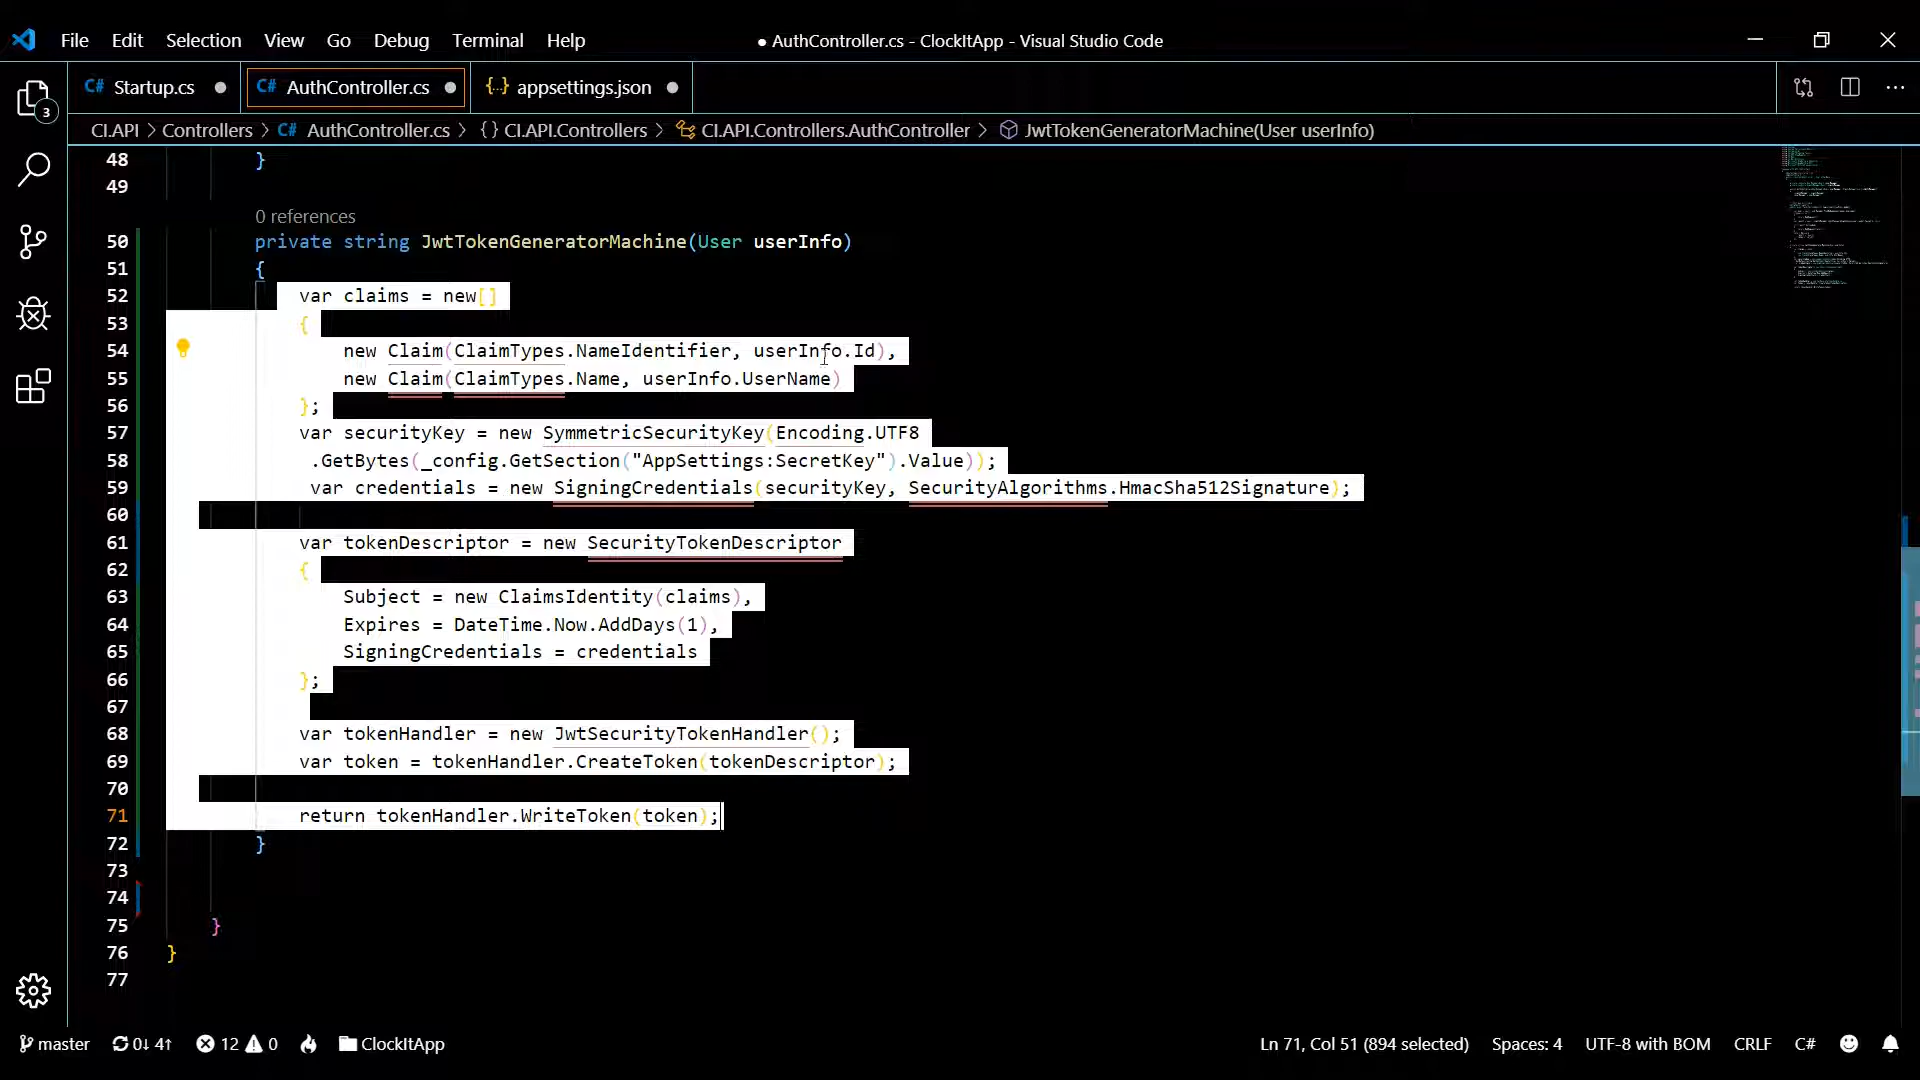 File Edit Selection View Go Debug Terminal Help
● AuthController.cs - ClockItApp - Visual Studio Code
C# Startup.cs ●
C# AuthController.cs ●
{..} appsettings.json ●
3
CI.API > Controllers > C# AuthController.cs > {} CI.API.Controllers > CI.API.Controllers.AuthController > JwtTokenGeneratorMachine(User userInfo)
48 }
49
0 references
50 private string JwtTokenGeneratorMachine(User userInfo)
51 {
52 var claims = new[]
53 {
54 new Claim(ClaimTypes.NameIdentifier, userInfo.Id),
55 new Claim(ClaimTypes.Name, userInfo.UserName)
56 };
57 var securityKey = new SymmetricSecurityKey(Encoding.UTF8
58 .GetBytes(_config.GetSection("AppSettings:SecretKey").Value));
59 var credentials = new SigningCredentials(securityKey, SecurityAlgorithms.HmacSha512Signature);
60
61 var tokenDescriptor = new SecurityTokenDescriptor
62 {
63 Subject = new ClaimsIdentity(claims),
64 Expires = DateTime.Now.AddDays(1),
65 SigningCredentials = credentials
66 };
67
68 var tokenHandler = new JwtSecurityTokenHandler();
69 var token = tokenHandler.CreateToken(tokenDescriptor);
70
71 return tokenHandler.WriteToken(token);
72 }
73
74
75 }
76 }
77
master 0↓ 4↑ 12 0 ClockItApp Ln 71, Col 51 (894 selected) Spaces: 4 UTF-8 with BOM CRLF C#